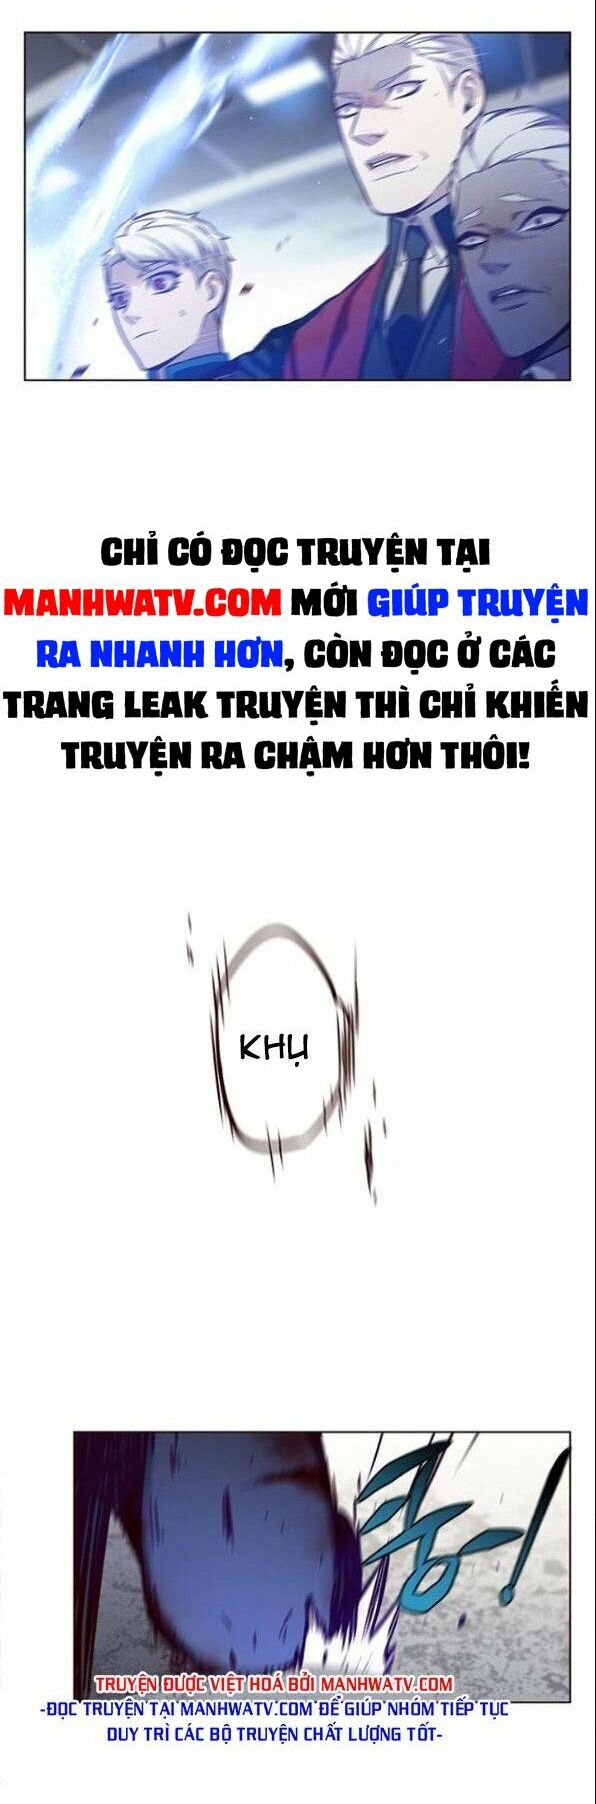 CHỈ CÓ ĐỌC TRUYỆN TẠI
MANHWATV.COM MỚI GIÚP TRUYỆN
RA NHANH HƠN, CÒN ĐỌC Ở CÁC
TRANG LEAK TRUYỆN THÌ CHỈ KHIẾN
TRUYỆN RA CHẬM HƠN THÔI!
KHỤ
쿵!
TRUYỆN ĐƯỢC VIỆT HOÁ BỞI MANHWATV.COM
-ĐỌC TRUYỆN TẠI MANHWATV.COM ĐỂ GIÚP NHÓM TIẾP TỤC
DUY TRÌ CÁC BỘ TRUYỆN CHẤT LƯỢNG TỐT-